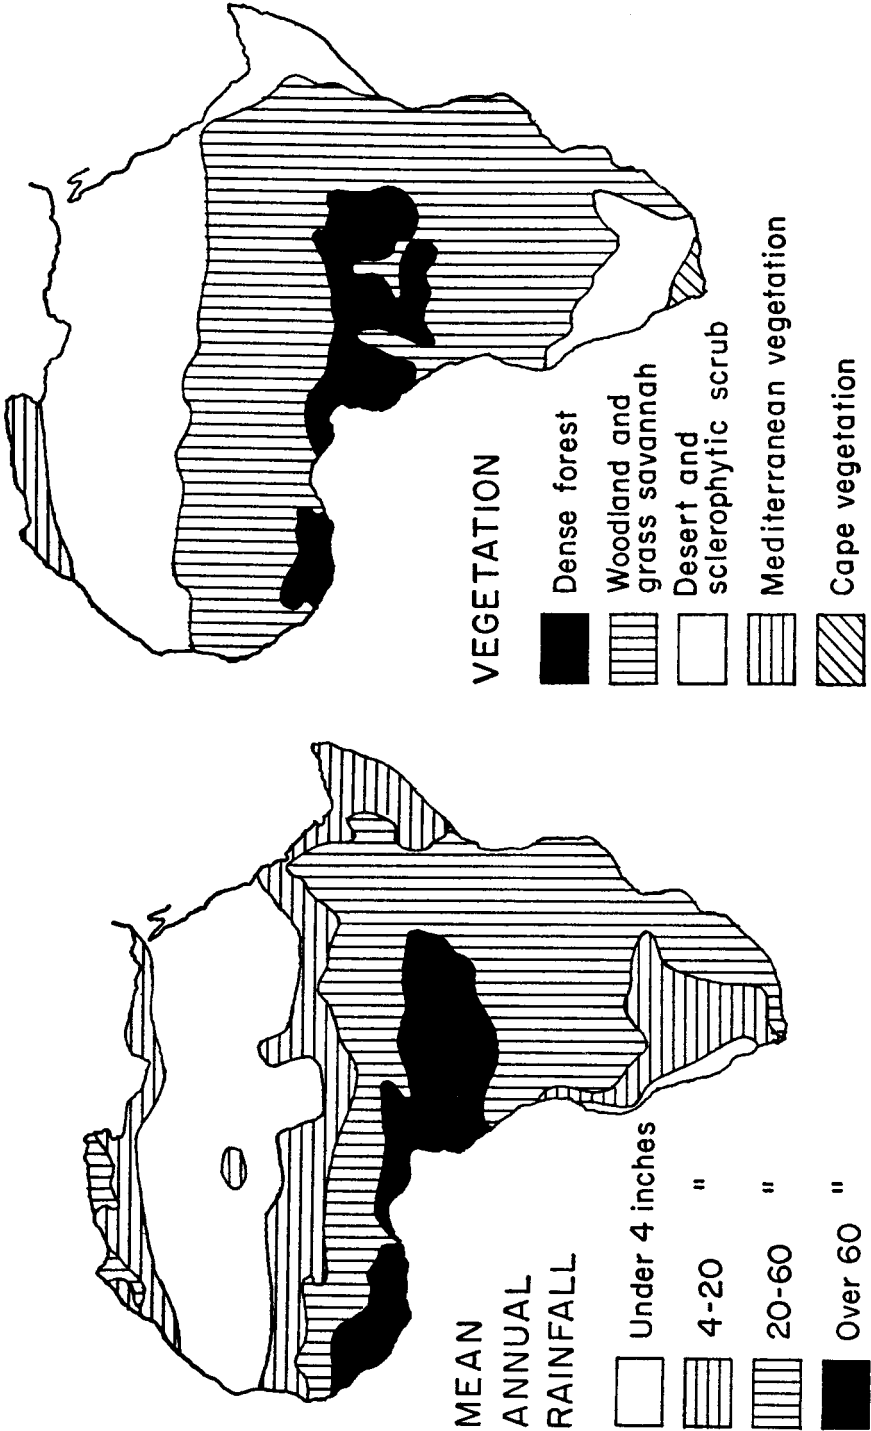 MEAN
ANNUAL
RAINFALL
Under 4 inches
4-20 "
20-60 "
Over 60 "
VEGETATION
Dense forest
Woodland and
grass savannah
Desert and
sclerophytic scrub
Mediterranean vegetation
Cape vegetation